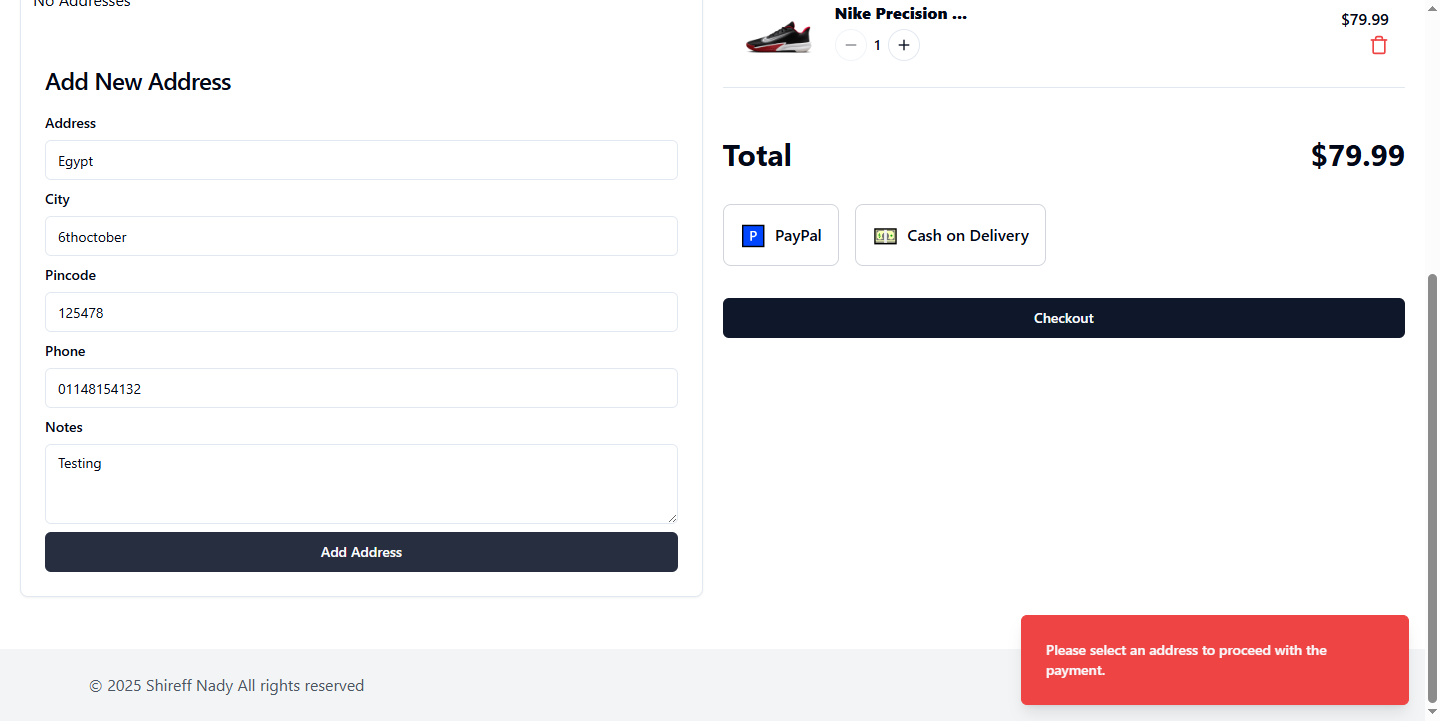 No Addresses
Add New Address
Address
Egypt
City
6thoctober
Pincode
125478
Phone
01148154132
Notes
Testing
Add Address
Nike Precision ...
$79.99
1
Total
$79.99
P PayPal
Cash on Delivery
Checkout
© 2025 Shireff Nady All rights reserved
Please select an address to proceed with the
payment.